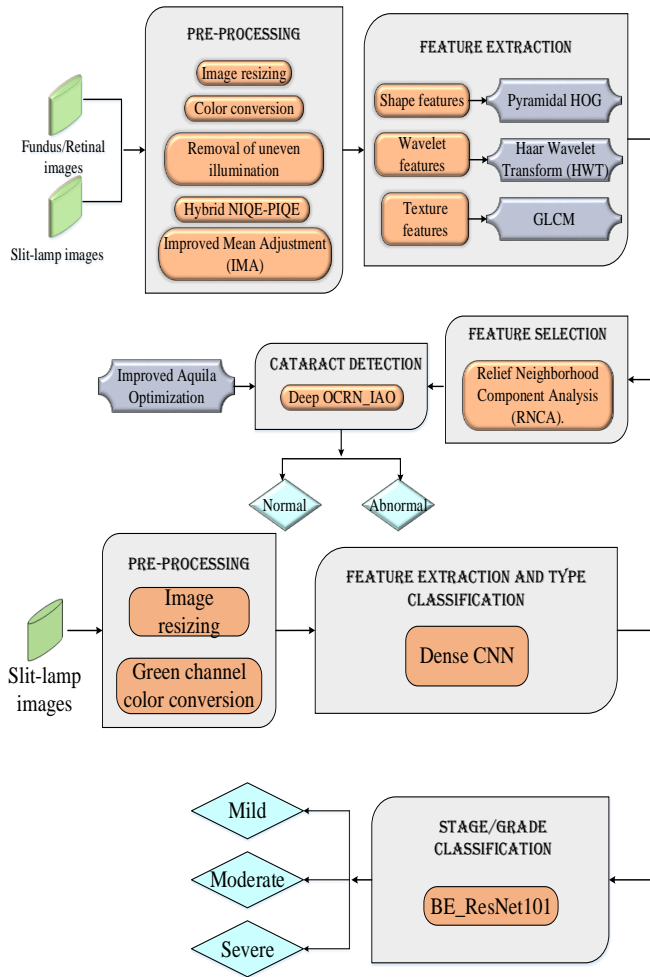 PRE-PROCESSING
Image resizing
Color conversion
Removal of uneven
illumination
Hybrid NIQE-PIQE
Improved Mean Adjustment
(IMA)
Fundus/Retinal
images
Slit-lamp images
FEATURE EXTRACTION
Shape features
Pyramidal HOG
Wavelet
features
Haar Wavelet
Transform (HWT)
Texture
features
GLCM
FEATURE SELECTION
Relief Neighborhood
Component Analysis
(RNCA).
CATARACT DETECTION
Deep OCRN_IAO
Improved Aquila
Optimization
Normal
Abnormal
PRE-PROCESSING
Image
resizing
Green channel
color conversion
Slit-lamp
images
FEATURE EXTRACTION AND TYPE
CLASSIFICATION
Dense CNN
STAGE/GRADE
CLASSIFICATION
BE_ResNet101
Mild
Moderate
Severe